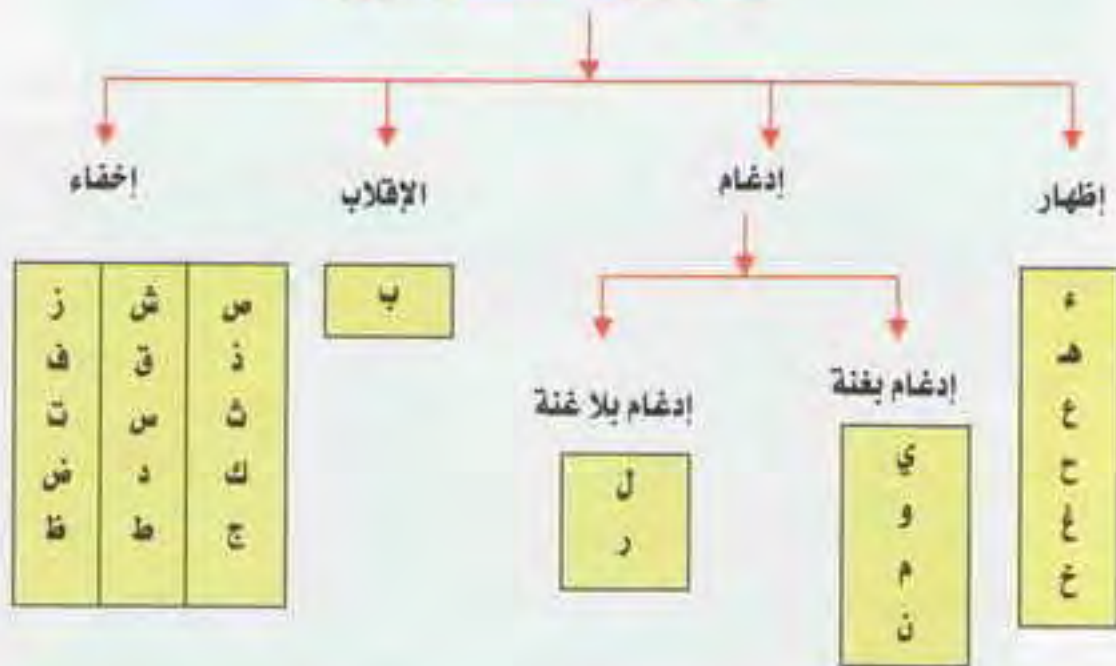 إظهار
إدغام
الإقلاب
إخفاء
ء
هـ
ع
ح
غ
خ
إدغام بغنة
ي
و
م
ن
إدغام بلا غنة
ل
ر
ب
ص ش ز
ذ ق ف
ث س ت
ك د ض
ج ط ظ